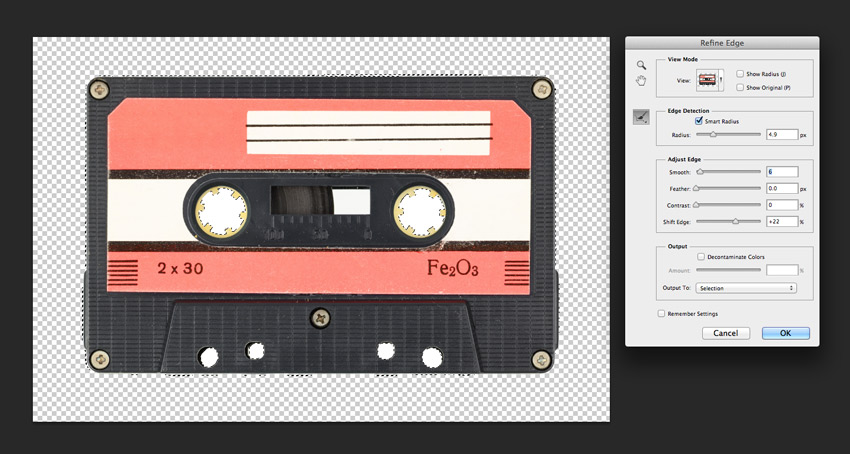 2 x 30
Fe₂O₃
Refine Edge
View Mode
View:
Show Radius (J)
Show Original (P)
Edge Detection
Smart Radius
Radius: 4.9 px
Adjust Edge
Smooth: 6
Feather: 0.0 px
Contrast: 0 %
Shift Edge: +22 %
Output
Decontaminate Colors
Amount: %
Output To: Selection
Remember Settings
Cancel OK